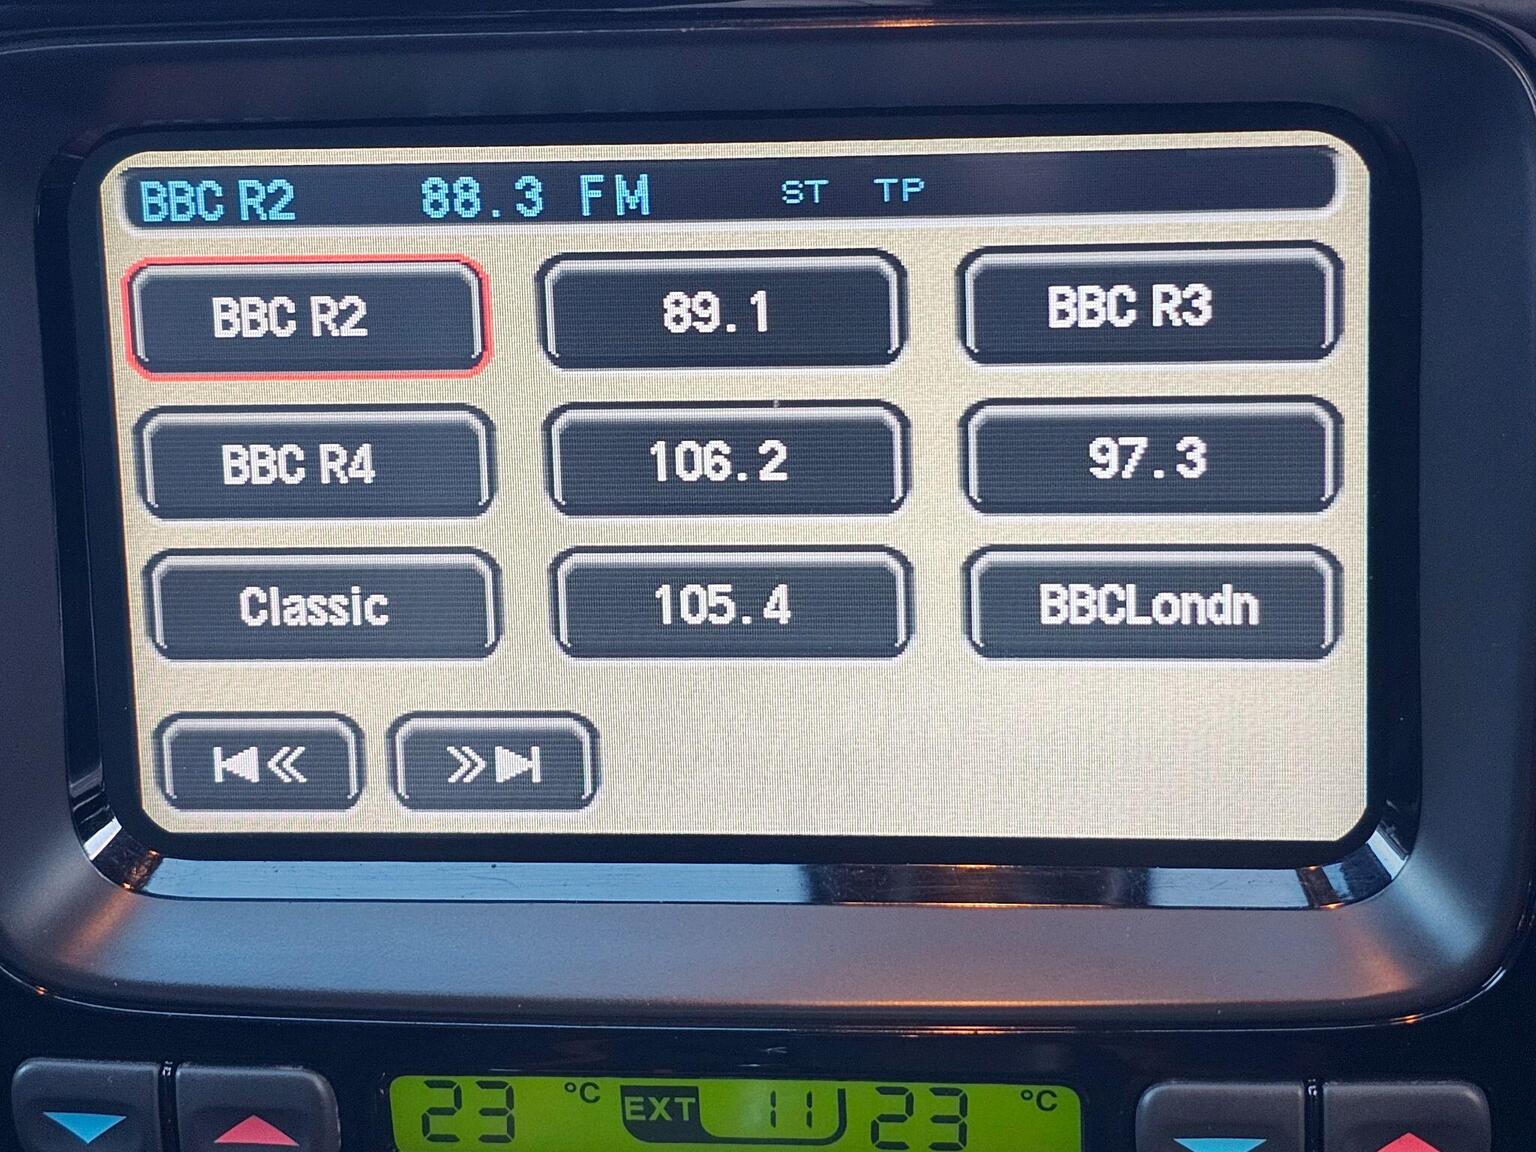 BBC R2 88.3 FM ST TP
BBC R2 89.1 BBC R3
BBC R4 106.2 97.3
Classic 105.4 BBCLondn
23 °C EXT 11 23 °C